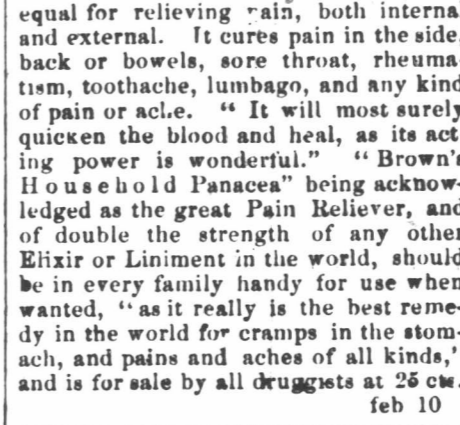 equal for relieving pain, both interna
and external. It cures pain in the side,
back or bowels, sore throat, rheuma-
tism, toothache, lumbago, and any kind
of pain or ache. “ It will most surely
quicken the blood and heal, as its act
ing power is wonderful.” “ Brown's
Household Panacea” being acknow-
ledged as the great Pain Reliever, and
of double the strength of any other
Elixir or Liniment in the world, should
be in every family handy for use when
wanted, “as it really is the best reme-
dy in the world for cramps in the stom-
ach, and pains and aches of all kinds,'
and is for sale by all druggists at 25 cts.
feb 10